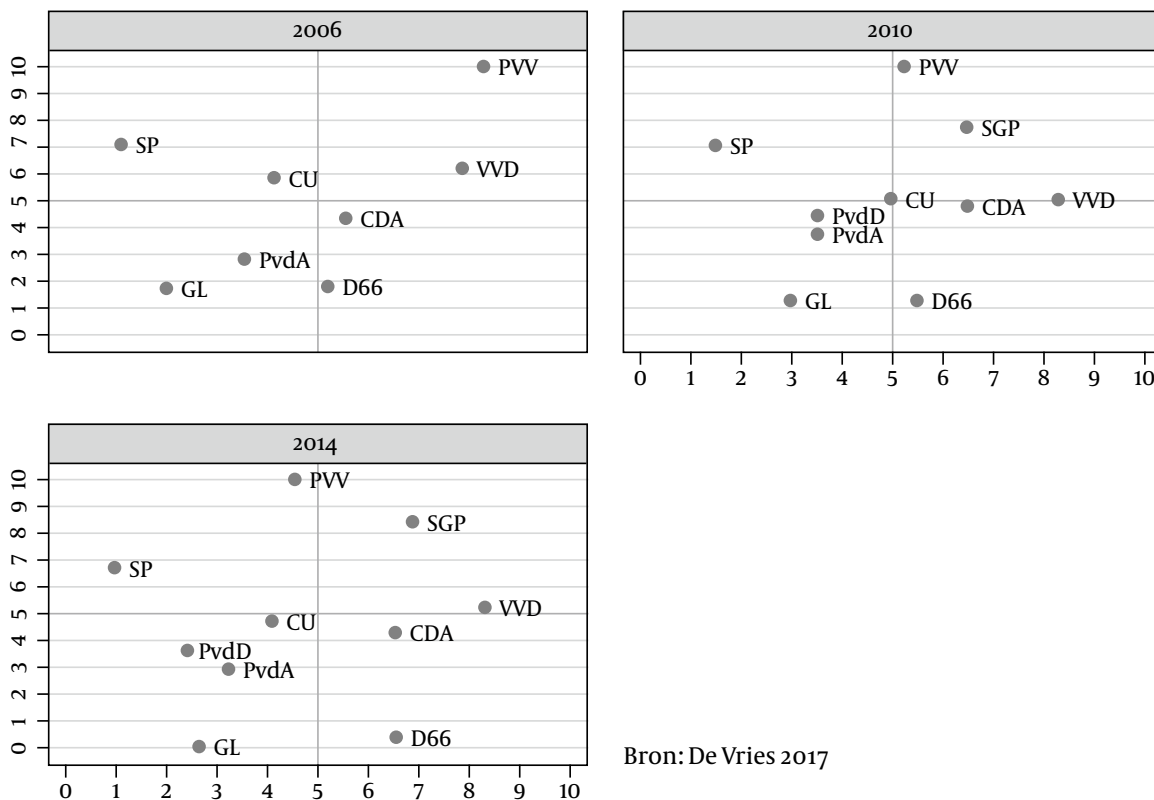 2006
10
9
8
7
6
5
4
3
2
1
0
PVV
SP
VVD
CU
CDA
PvdA
GL
D66
2010
PVV
SGP
SP
CU
CDA
VVD
PvdD
PvdA
GL
D66
0 1 2 3 4 5 6 7 8 9 10
2014
10
9
8
7
6
5
4
3
2
1
0
PVV
SGP
SP
VVD
CU
CDA
PvdD
PvdA
GL
D66
0 1 2 3 4 5 6 7 8 9 10
Bron: De Vries 2017